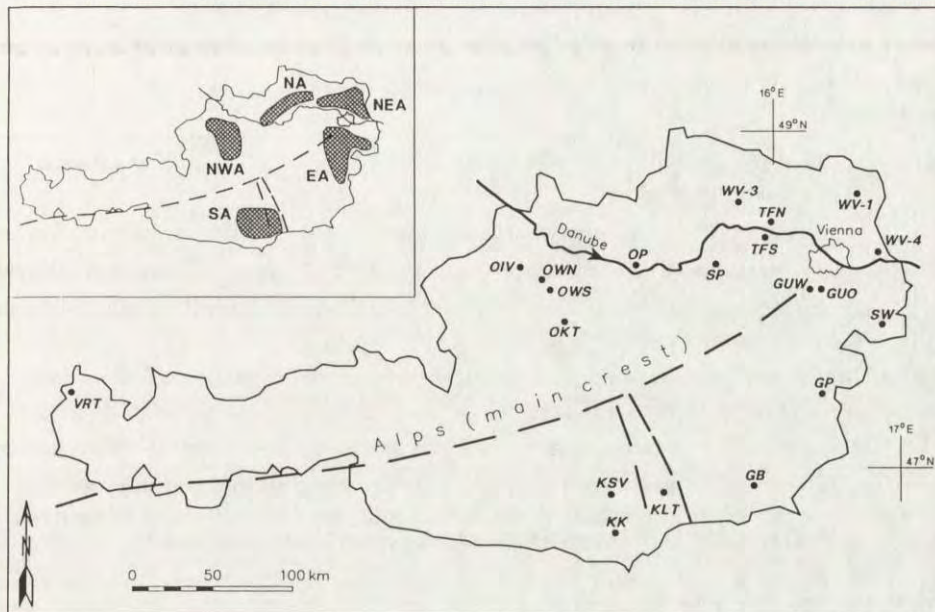 NA
NEA
NWA
EA
SA
16°E
49°N
WV-3
WV-1
TFN
Vienna
WV-4
Danube
TFS
OP
SP
OIV
OWN
OWS
GUW
GUO
OKT
SW
Alps (main crest)
GP
VRT
17°E
47°N
KSV
KLT
GB
KK
N
0 50 100 km